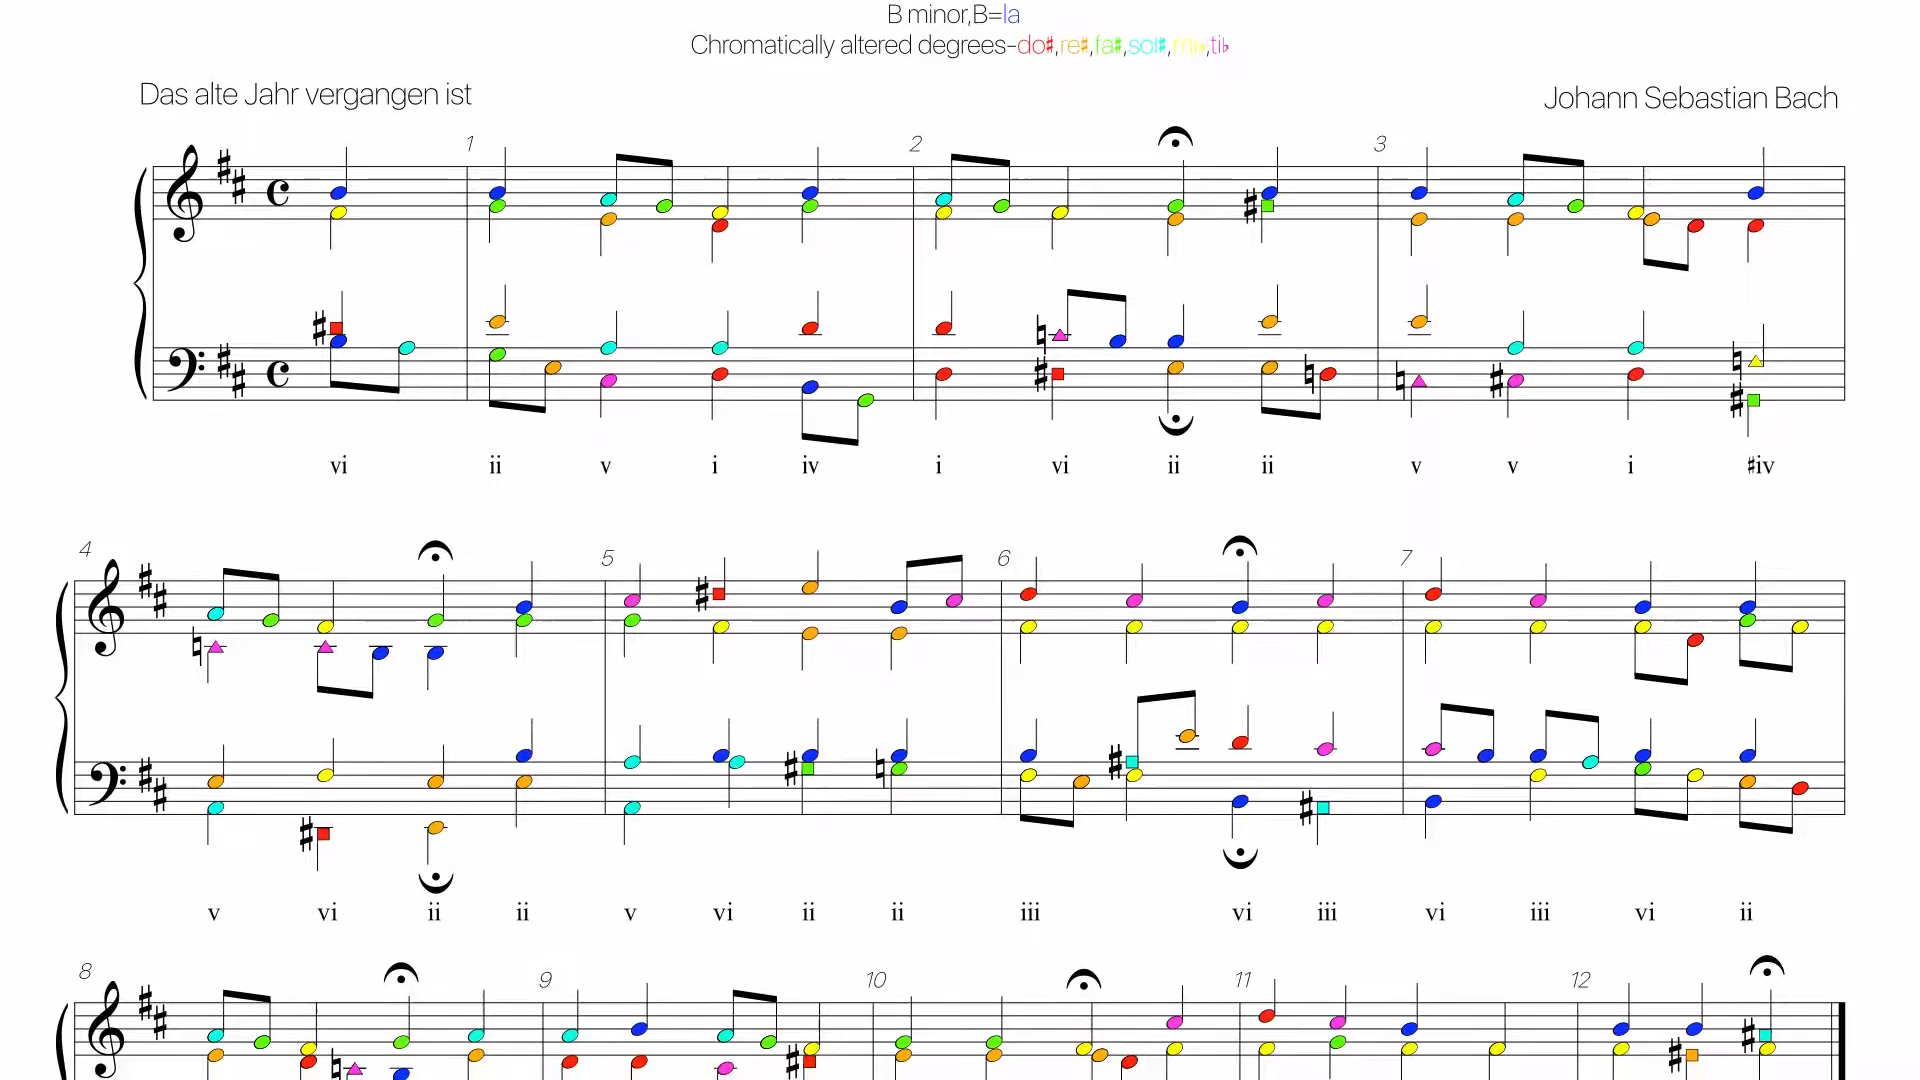 B minor,B=la
Chromatically altered degrees-do♯,re♯,fa♯,sol♯,mi♭,ti♭
Das alte Jahr vergangen ist
Johann Sebastian Bach
1 2 3
vi ii v i iv i vi ii ii v v i ♯iv
4 5 6 7
v vi ii ii v vi ii ii iii vi iii vi iii vi ii
8 9 10 11 12